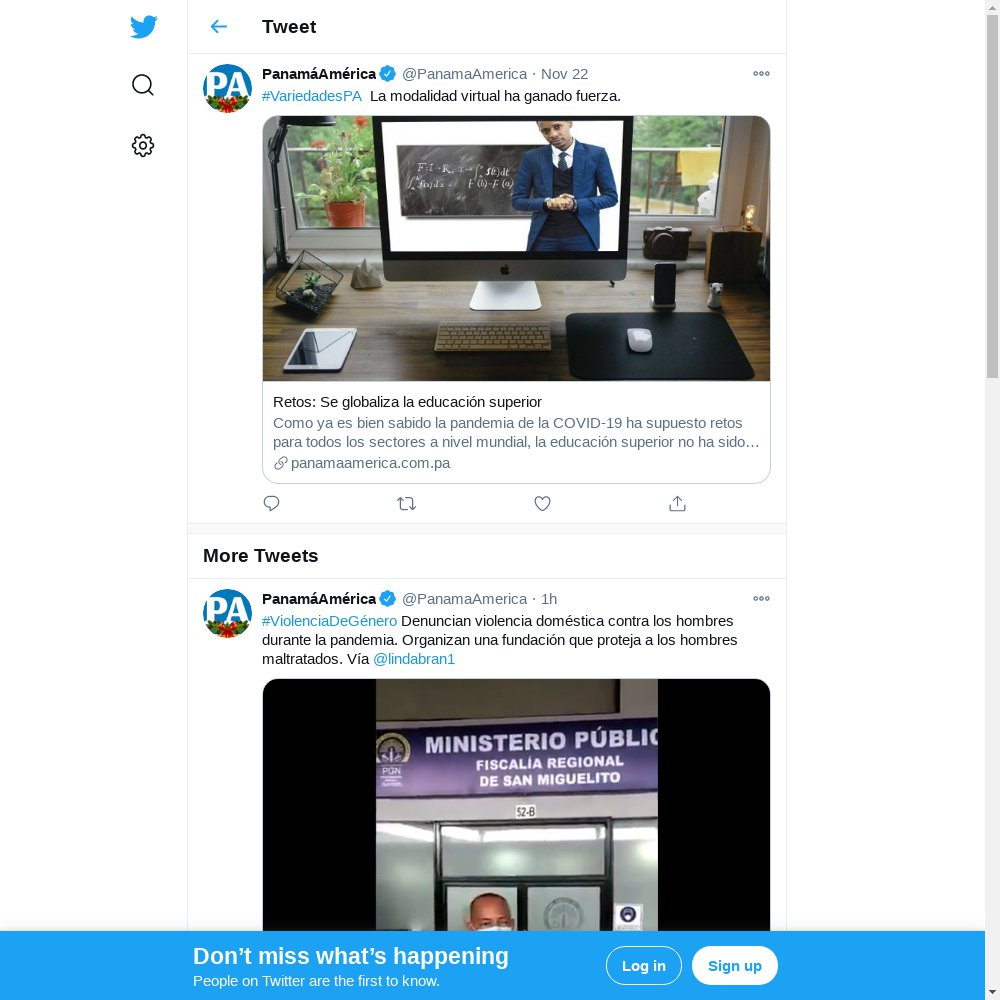 Tweet
PA
PanamáAmérica @PanamaAmerica · Nov 22
#VariedadesPA La modalidad virtual ha ganado fuerza.
Retos: Se globaliza la educación superior
Como ya es bien sabido la pandemia de la COVID-19 ha supuesto retos
para todos los sectores a nivel mundial, la educación superior no ha sido…
panamaamerica.com.pa
More Tweets
PA
PanamáAmérica @PanamaAmerica · 1h
#ViolenciaDeGénero Denuncian violencia doméstica contra los hombres
durante la pandemia. Organizan una fundación que proteja a los hombres
maltratados. Vía @lindabran1
MINISTERIO PÚBLIC
FISCALÍA REGIONAL
DE SAN MIGUELITO
PGN
52-B
Don’t miss what’s happening
People on Twitter are the first to know.
Log in
Sign up